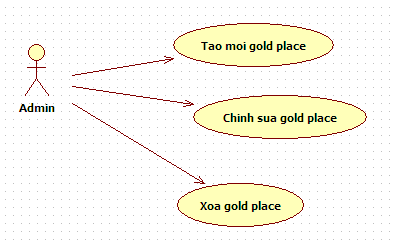 Tao moi gold place
Admin
Chinh sua gold place
Xoa gold place